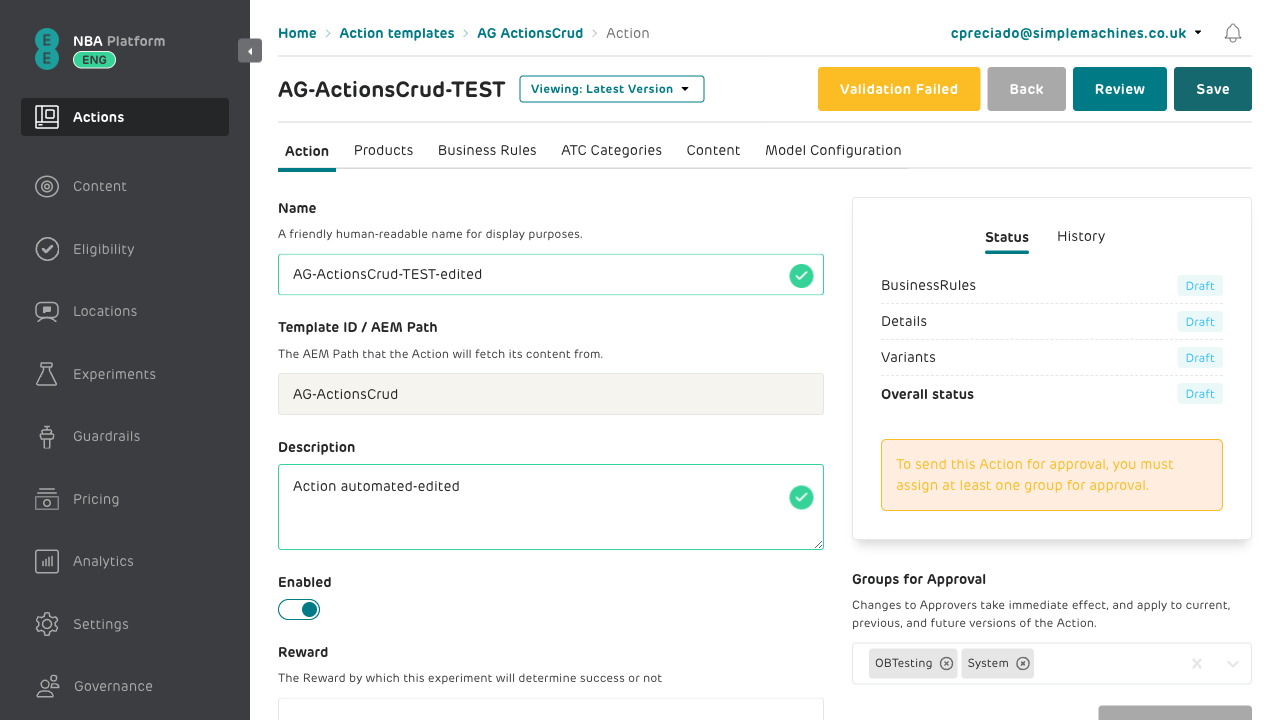 EE
NBA Platform
ENG
Actions
Content
Eligibility
Locations
Experiments
Guardrails
Pricing
Analytics
Settings
Governance
Home > Action templates > AG ActionsCrud > Action
cpreciado@simplemachines.co.uk
AG-ActionsCrud-TEST
Viewing: Latest Version
Validation Failed
Back
Review
Save
Action
Products
Business Rules
ATC Categories
Content
Model Configuration
Name
A friendly human-readable name for display purposes.
AG-ActionsCrud-TEST-edited
Template ID / AEM Path
The AEM Path that the Action will fetch its content from.
AG-ActionsCrud
Description
Action automated-edited
Enabled
Reward
The Reward by which this experiment will determine success or not
Status
History
BusinessRules Draft
Details Draft
Variants Draft
Overall status Draft
To send this Action for approval, you must
assign at least one group for approval.
Groups for Approval
Changes to Approvers take immediate effect, and apply to current,
previous, and future versions of the Action.
OBTesting
System